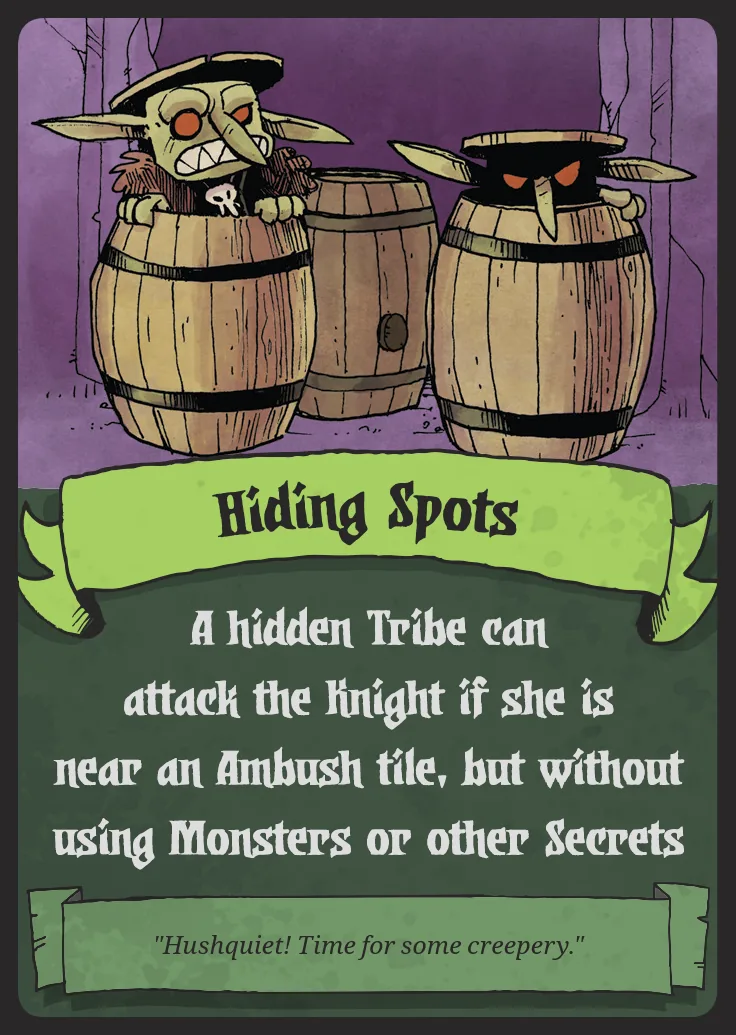 Hiding Spots
A hidden Tribe can
attack the Knight if she is
near an Ambush tile, but without
using Monsters or other Secrets
"Hushquiet! Time for some creepery."